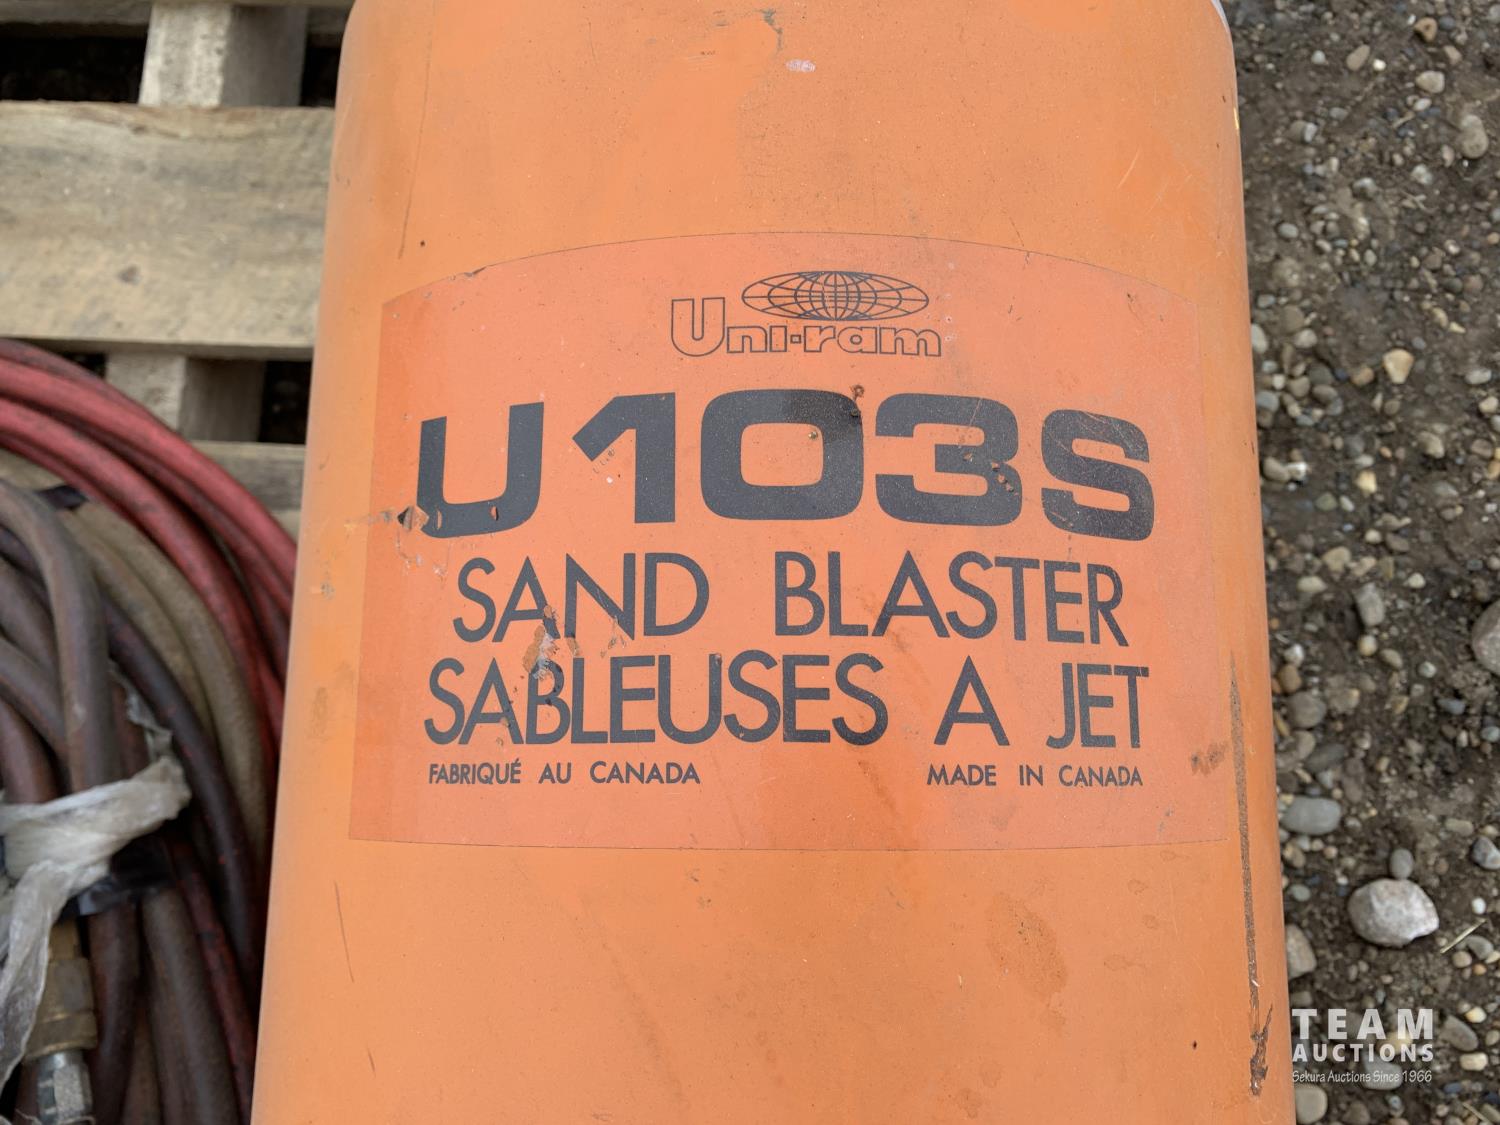 Uni-ram
U103S
SAND BLASTER
SABLEUSES A JET
FABRIQUÉ AU CANADA MADE IN CANADA
TEAM
AUCTIONS
Sekura Auctions Since 1966